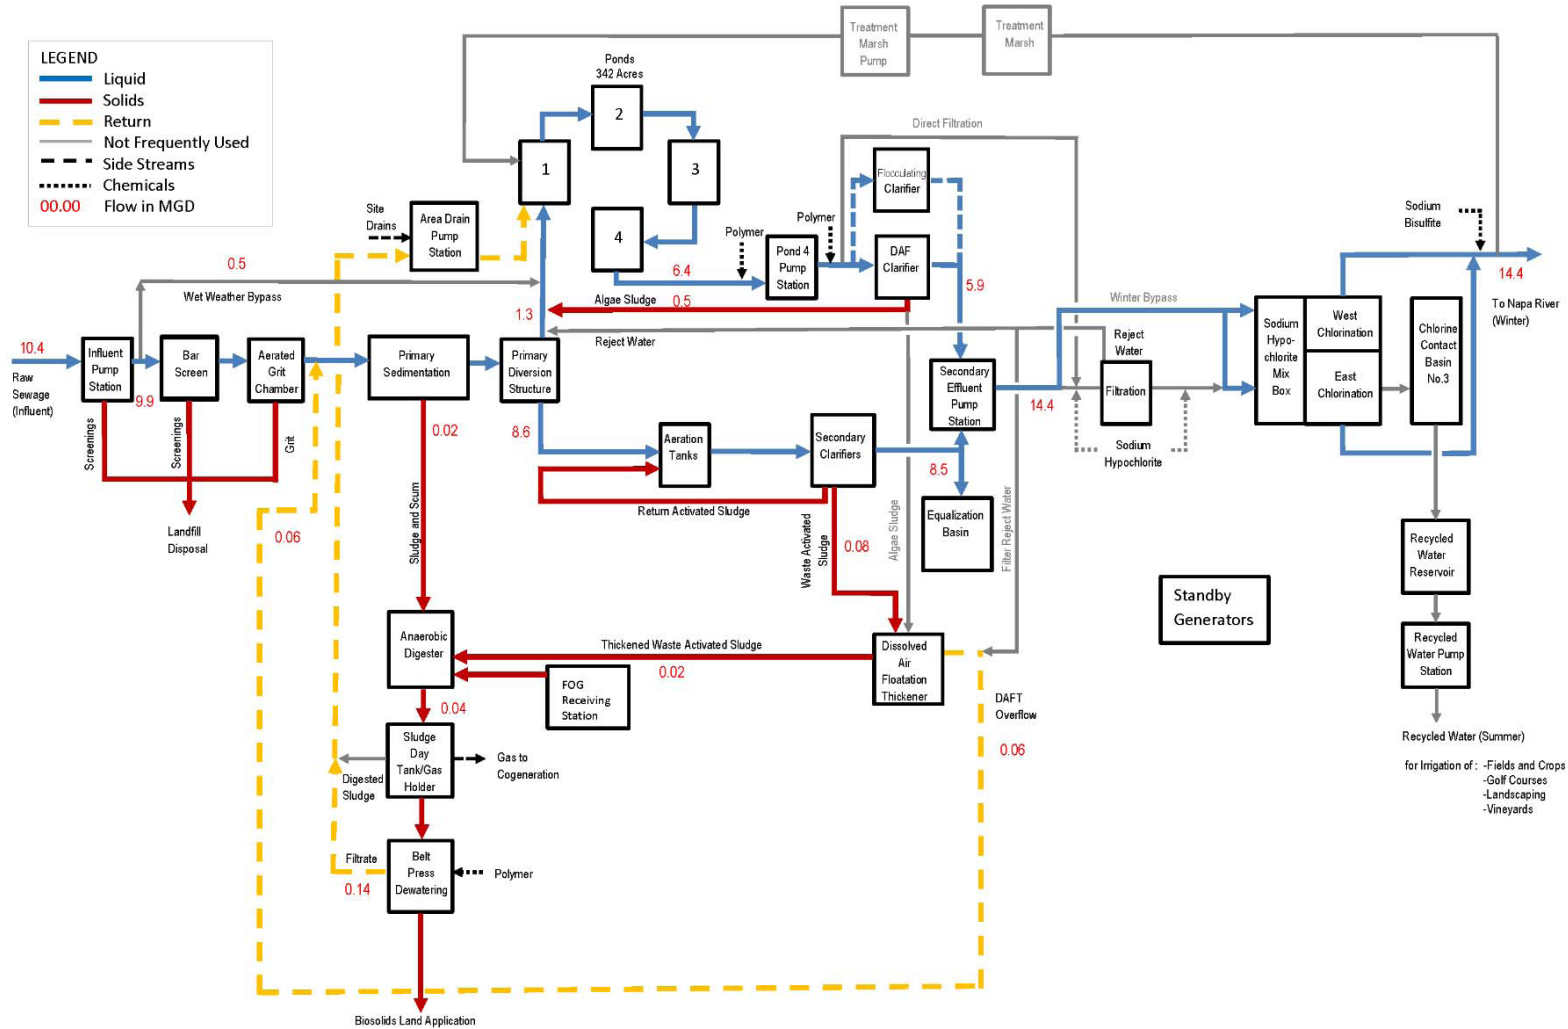 LEGEND
Liquid
Solids
Return
Not Frequently Used
Side Streams
Chemicals
00.00 Flow in MGD
Treatment
Marsh
Pump
Treatment
Marsh
Ponds
342 Acres
1
2
3
4
Direct Filtration
Flocculating
Clarifier
Site
Drains
Area Drain
Pump
Station
Polymer
Polymer
Pond 4
Pump
Station
DAF
Clarifier
Sodium
Bisulfite
0.5
Wet Weather Bypass
6.4
5.9
Algae Sludge
0.5
1.3
Reject Water
Winter Bypass
14.4
To Napa River
(Winter)
10.4
Raw
Sewage
(Influent)
Influent
Pump
Station
9.9
Bar
Screen
Aerated
Grit
Chamber
Primary
Sedimentation
Primary
Diversion
Structure
Secondary
Effluent
Pump
Station
14.4
Reject
Water
Filtration
Sodium
Hypochlorite
Sodium
Hypo-
chlorite
Mix
Box
West
Chlorination
East
Chlorination
Chlorine
Contact
Basin
No.3
Screenings
Screenings
Grit
Landfill
Disposal
0.02
8.6
Aeration
Tanks
Secondary
Clarifiers
8.5
Return Activated Sludge
Equalization
Basin
0.06
Sludge and Scum
Waste Activated
Sludge
0.08
Algae Sludge
Filter Reject Water
Recycled
Water
Reservoir
Standby
Generators
Anaerobic
Digester
Thickened Waste Activated Sludge
0.02
Dissolved
Air
Floatation
Thickener
Recycled
Water Pump
Station
FOG
Receiving
Station
0.04
DAFT
Overflow
0.06
Sludge
Day
Tank/Gas
Holder
Gas to
Cogeneration
Digested
Sludge
Recycled Water (Summer)
for Irrigation of : -Fields and Crops
-Golf Courses
-Landscaping
-Vineyards
Filtrate
0.14
Belt
Press
Dewatering
Polymer
Biosolids Land Application